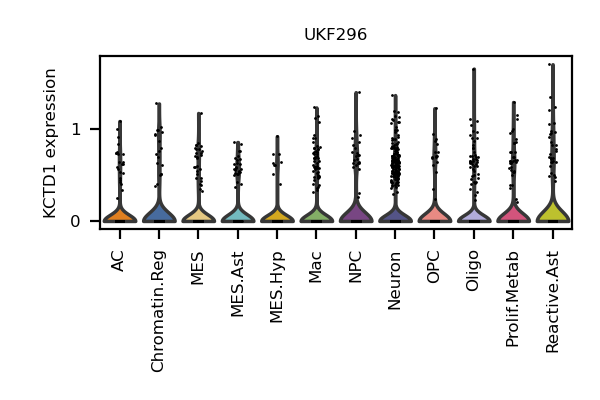 UKF296
KCTD1 expression
1
0
AC
Chromatin.Reg
MES
MES.Ast
MES.Hyp
Mac
NPC
Neuron
OPC
Oligo
Prolif.Metab
Reactive.Ast